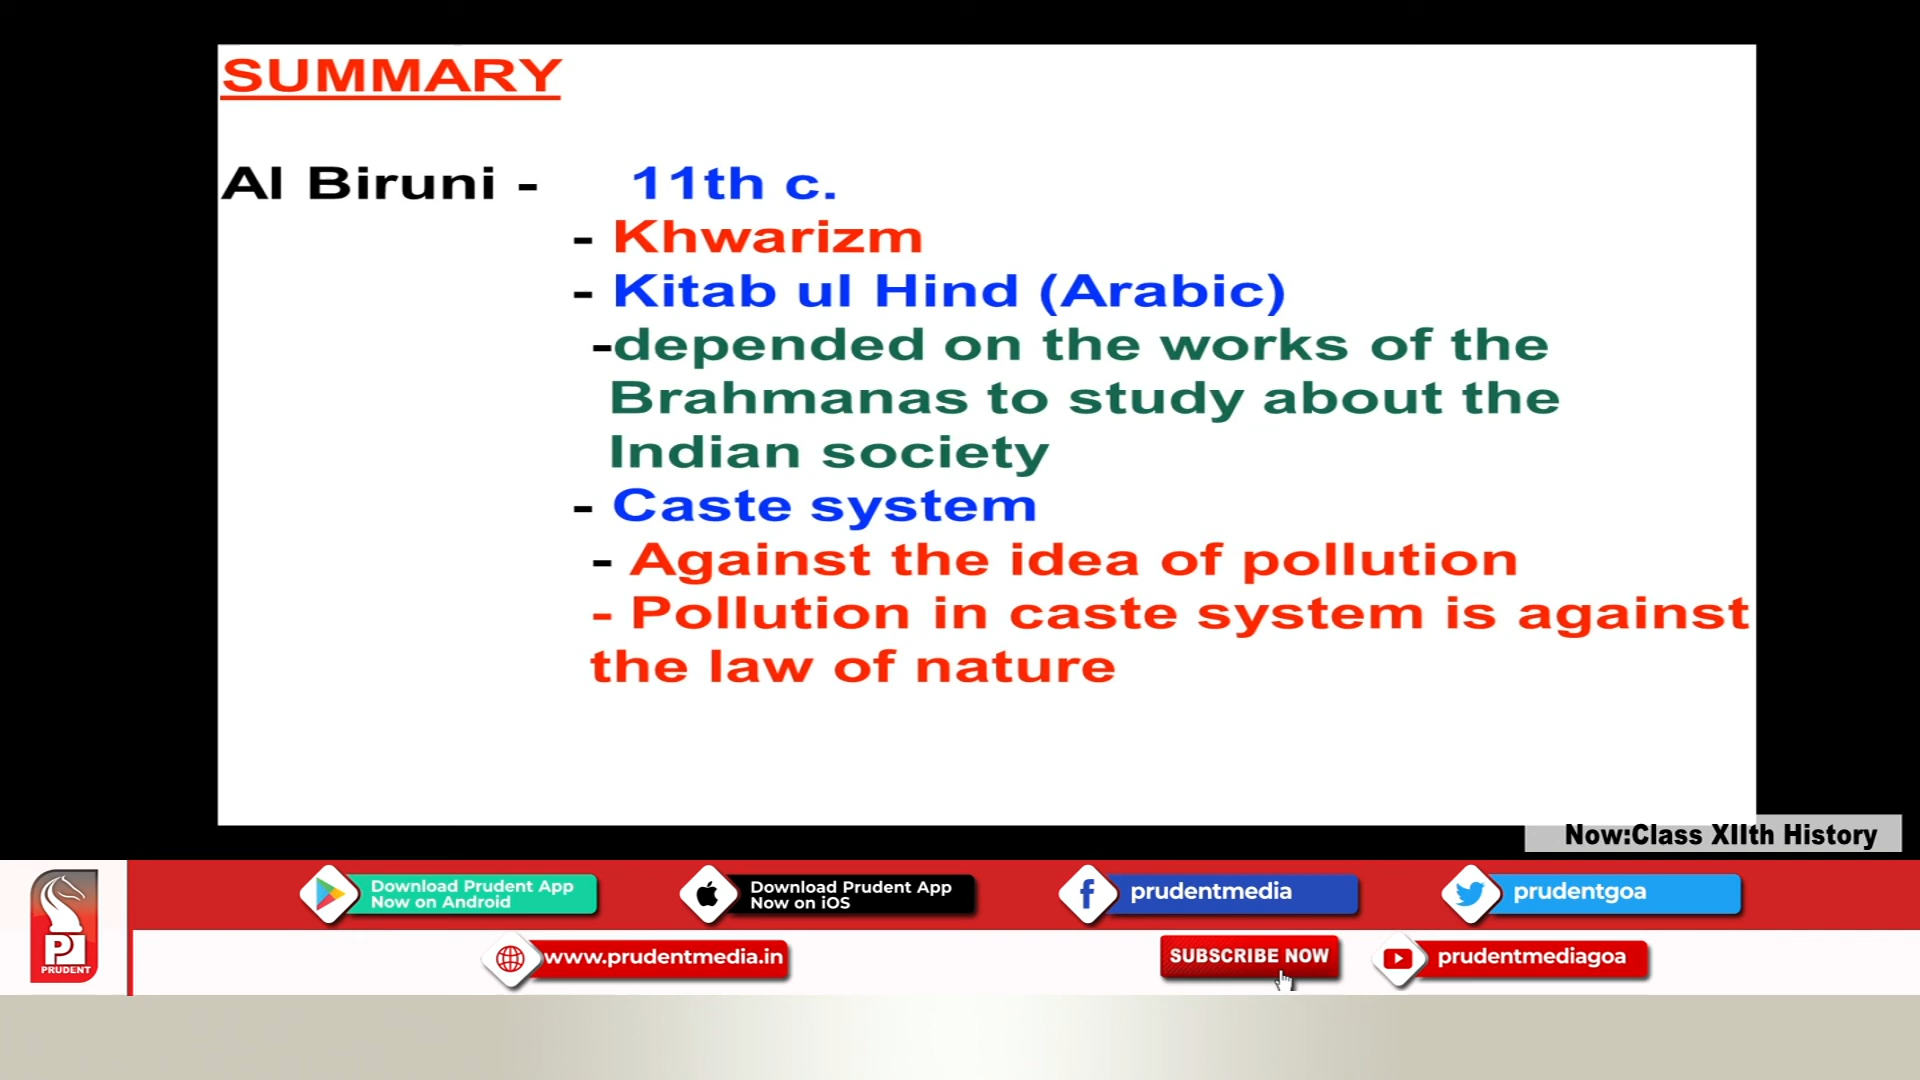 SUMMARY
Al Biruni - 11th c.
- Khwarizm
- Kitab ul Hind (Arabic)
-depended on the works of the
Brahmanas to study about the
Indian society
- Caste system
- Against the idea of pollution
- Pollution in caste system is against
the law of nature
Now:Class XIIth History
Download Prudent App
Now on Android
Download Prudent App
Now on iOS
prudentmedia
prudentgoa
PRUDENT
www.prudentmedia.in
SUBSCRIBE NOW
prudentmediagoa